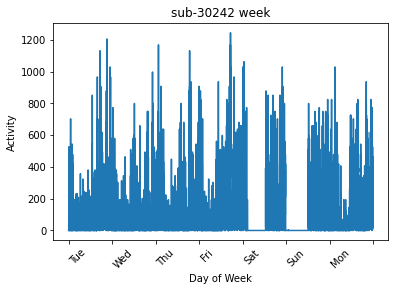 sub-30242 week
1200
1000
800
600
400
200
0
Activity
Tue
Wed
Thu
Fri
Sat
Sun
Mon
Day of Week